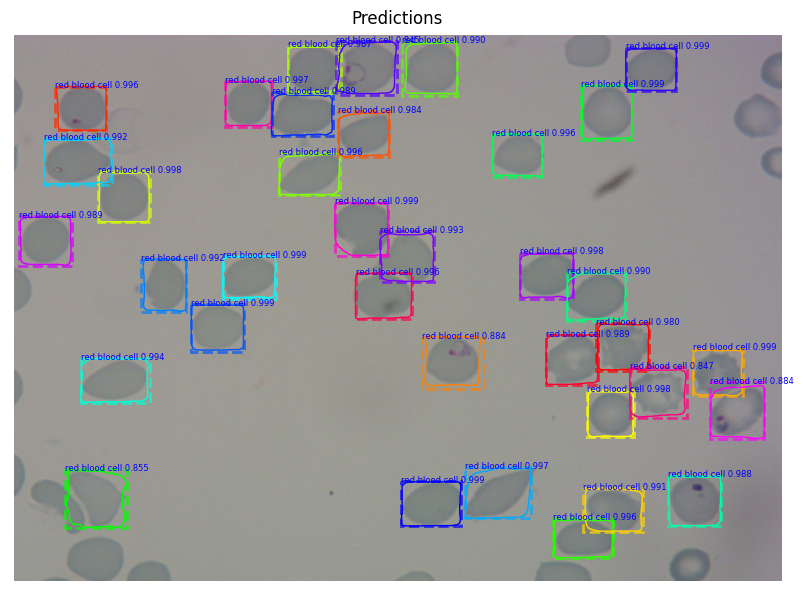 Predictions
red blood cell 0.990
red blood cell 0.987
red blood cell 0.999
red blood cell 0.997
red blood cell 0.996
red blood cell 0.999
red blood cell 0.989
red blood cell 0.984
red blood cell 0.996
red blood cell 0.992
red blood cell 0.996
red blood cell 0.998
red blood cell 0.999
red blood cell 0.989
red blood cell 0.993
red blood cell 0.998
red blood cell 0.999
red blood cell 0.992
red blood cell 0.990
red blood cell 0.996
red blood cell 0.999
red blood cell 0.980
red blood cell 0.989
red blood cell 0.884
red blood cell 0.999
red blood cell 0.994
red blood cell 0.847
red blood cell 0.884
red blood cell 0.998
red blood cell 0.997
red blood cell 0.855
red blood cell 0.988
red blood cell 0.999
red blood cell 0.991
red blood cell 0.996